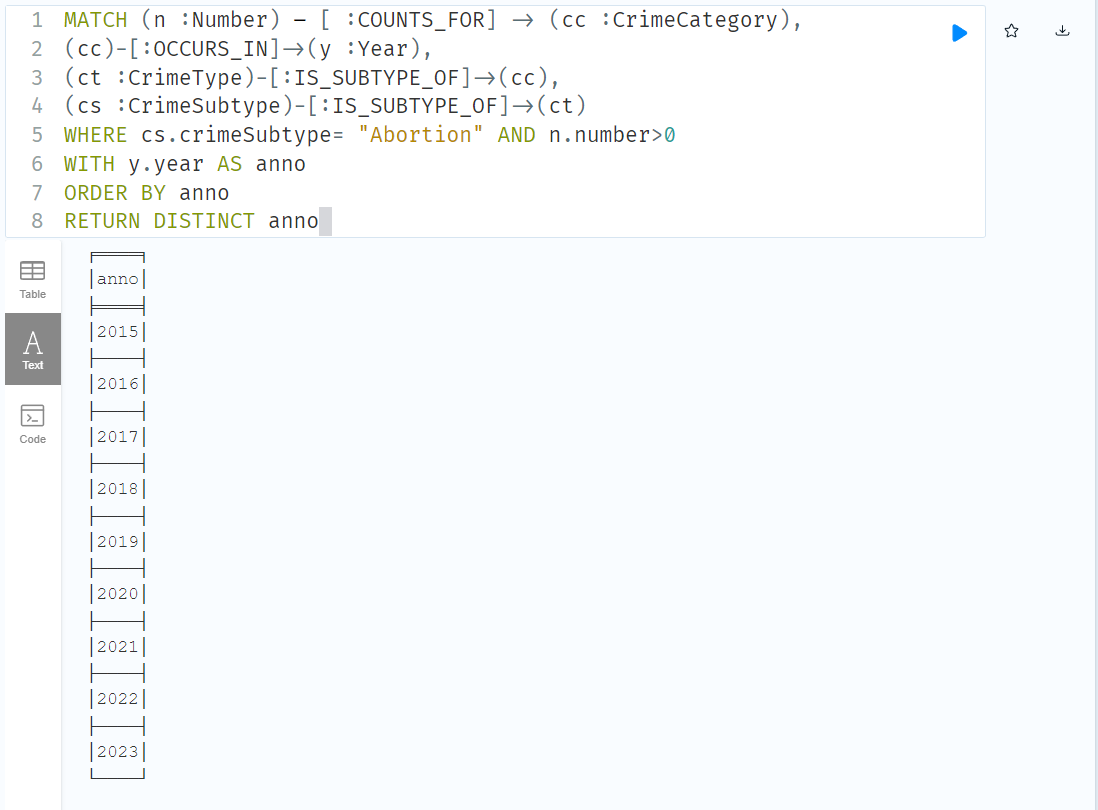 1 MATCH (n :Number) - [ :COUNTS_FOR] -> (cc :CrimeCategory),
2 (cc)-[:OCCURS_IN]->(y :Year),
3 (ct :CrimeType)-[:IS_SUBTYPE_OF]->(cc),
4 (cs :CrimeSubtype)-[:IS_SUBTYPE_OF]->(ct)
5 WHERE cs.crimeSubtype= "Abortion" AND n.number>0
6 WITH y.year AS anno
7 ORDER BY anno
8 RETURN DISTINCT anno
Table
A
Text
Code
anno
2015
2016
2017
2018
2019
2020
2021
2022
2023